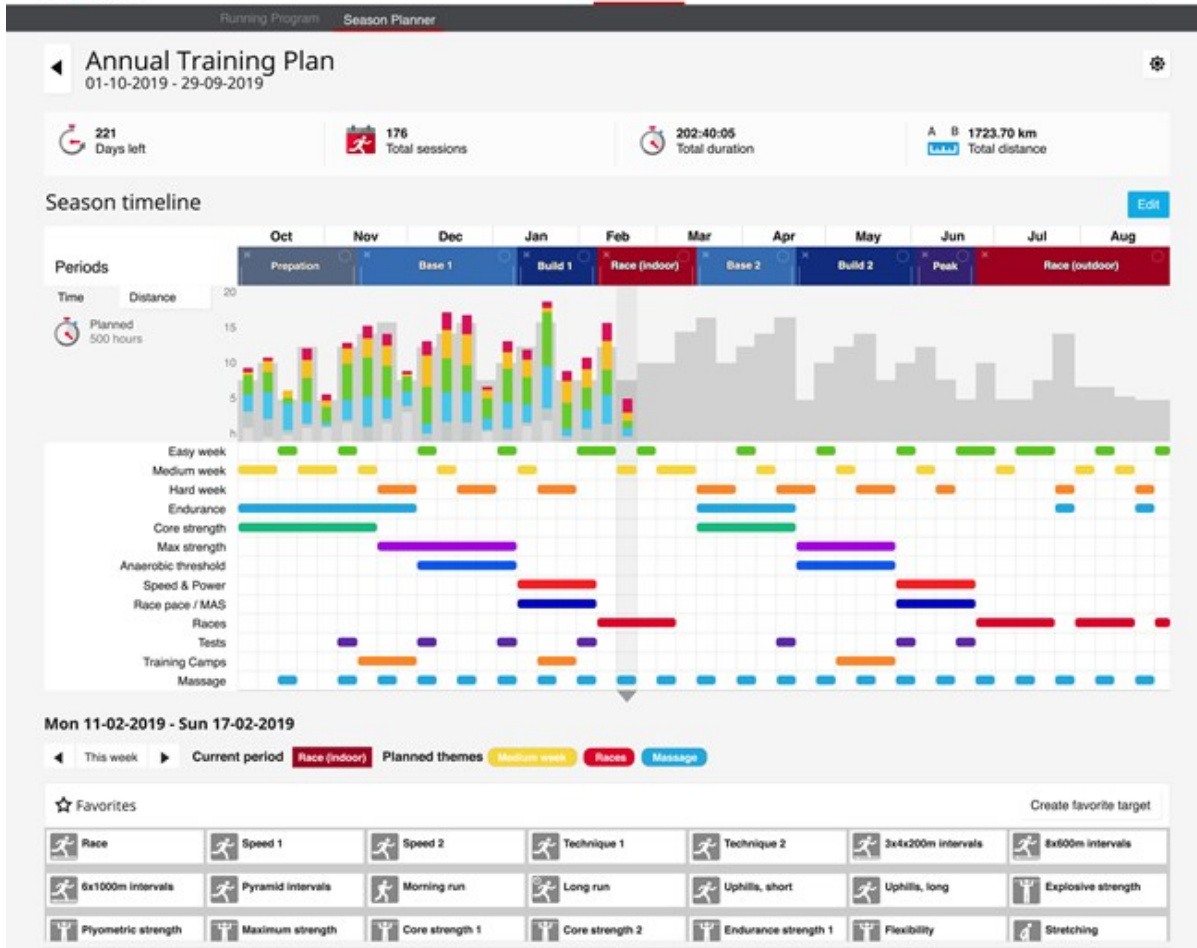 Running Program Season Planner
Annual Training Plan
01-10-2019 - 29-09-2019
221
Days left
176
Total sessions
202:40:05
Total duration
A B 1723.70 km
Total distance
Season timeline
Edit
Oct Nov Dec Jan Feb Mar Apr May Jun Jul Aug
Periods
Prepation Base 1 Build 1 Race (indoor) Base 2 Build 2 Peak Race (outdoor)
Time Distance
Planned
500 hours
20
15
10
5
h
Easy week
Medium week
Hard week
Endurance
Core strength
Max strength
Anaerobic threshold
Speed & Power
Race pace / MAS
Races
Tests
Training Camps
Massage
Mon 11-02-2019 - Sun 17-02-2019
This week Current period Race (indoor) Planned themes Medium week Races Massage
Favorites Create favorite target
Race Speed 1 Speed 2 Technique 1 Technique 2 3x4x200m intervals 8x600m intervals
6x1000m intervals Pyramid intervals Morning run Long run Uphills, short Uphills, long Explosive strength
Plyometric strength Maximum strength Core strength 1 Core strength 2 Endurance strength 1 Flexibility Stretching